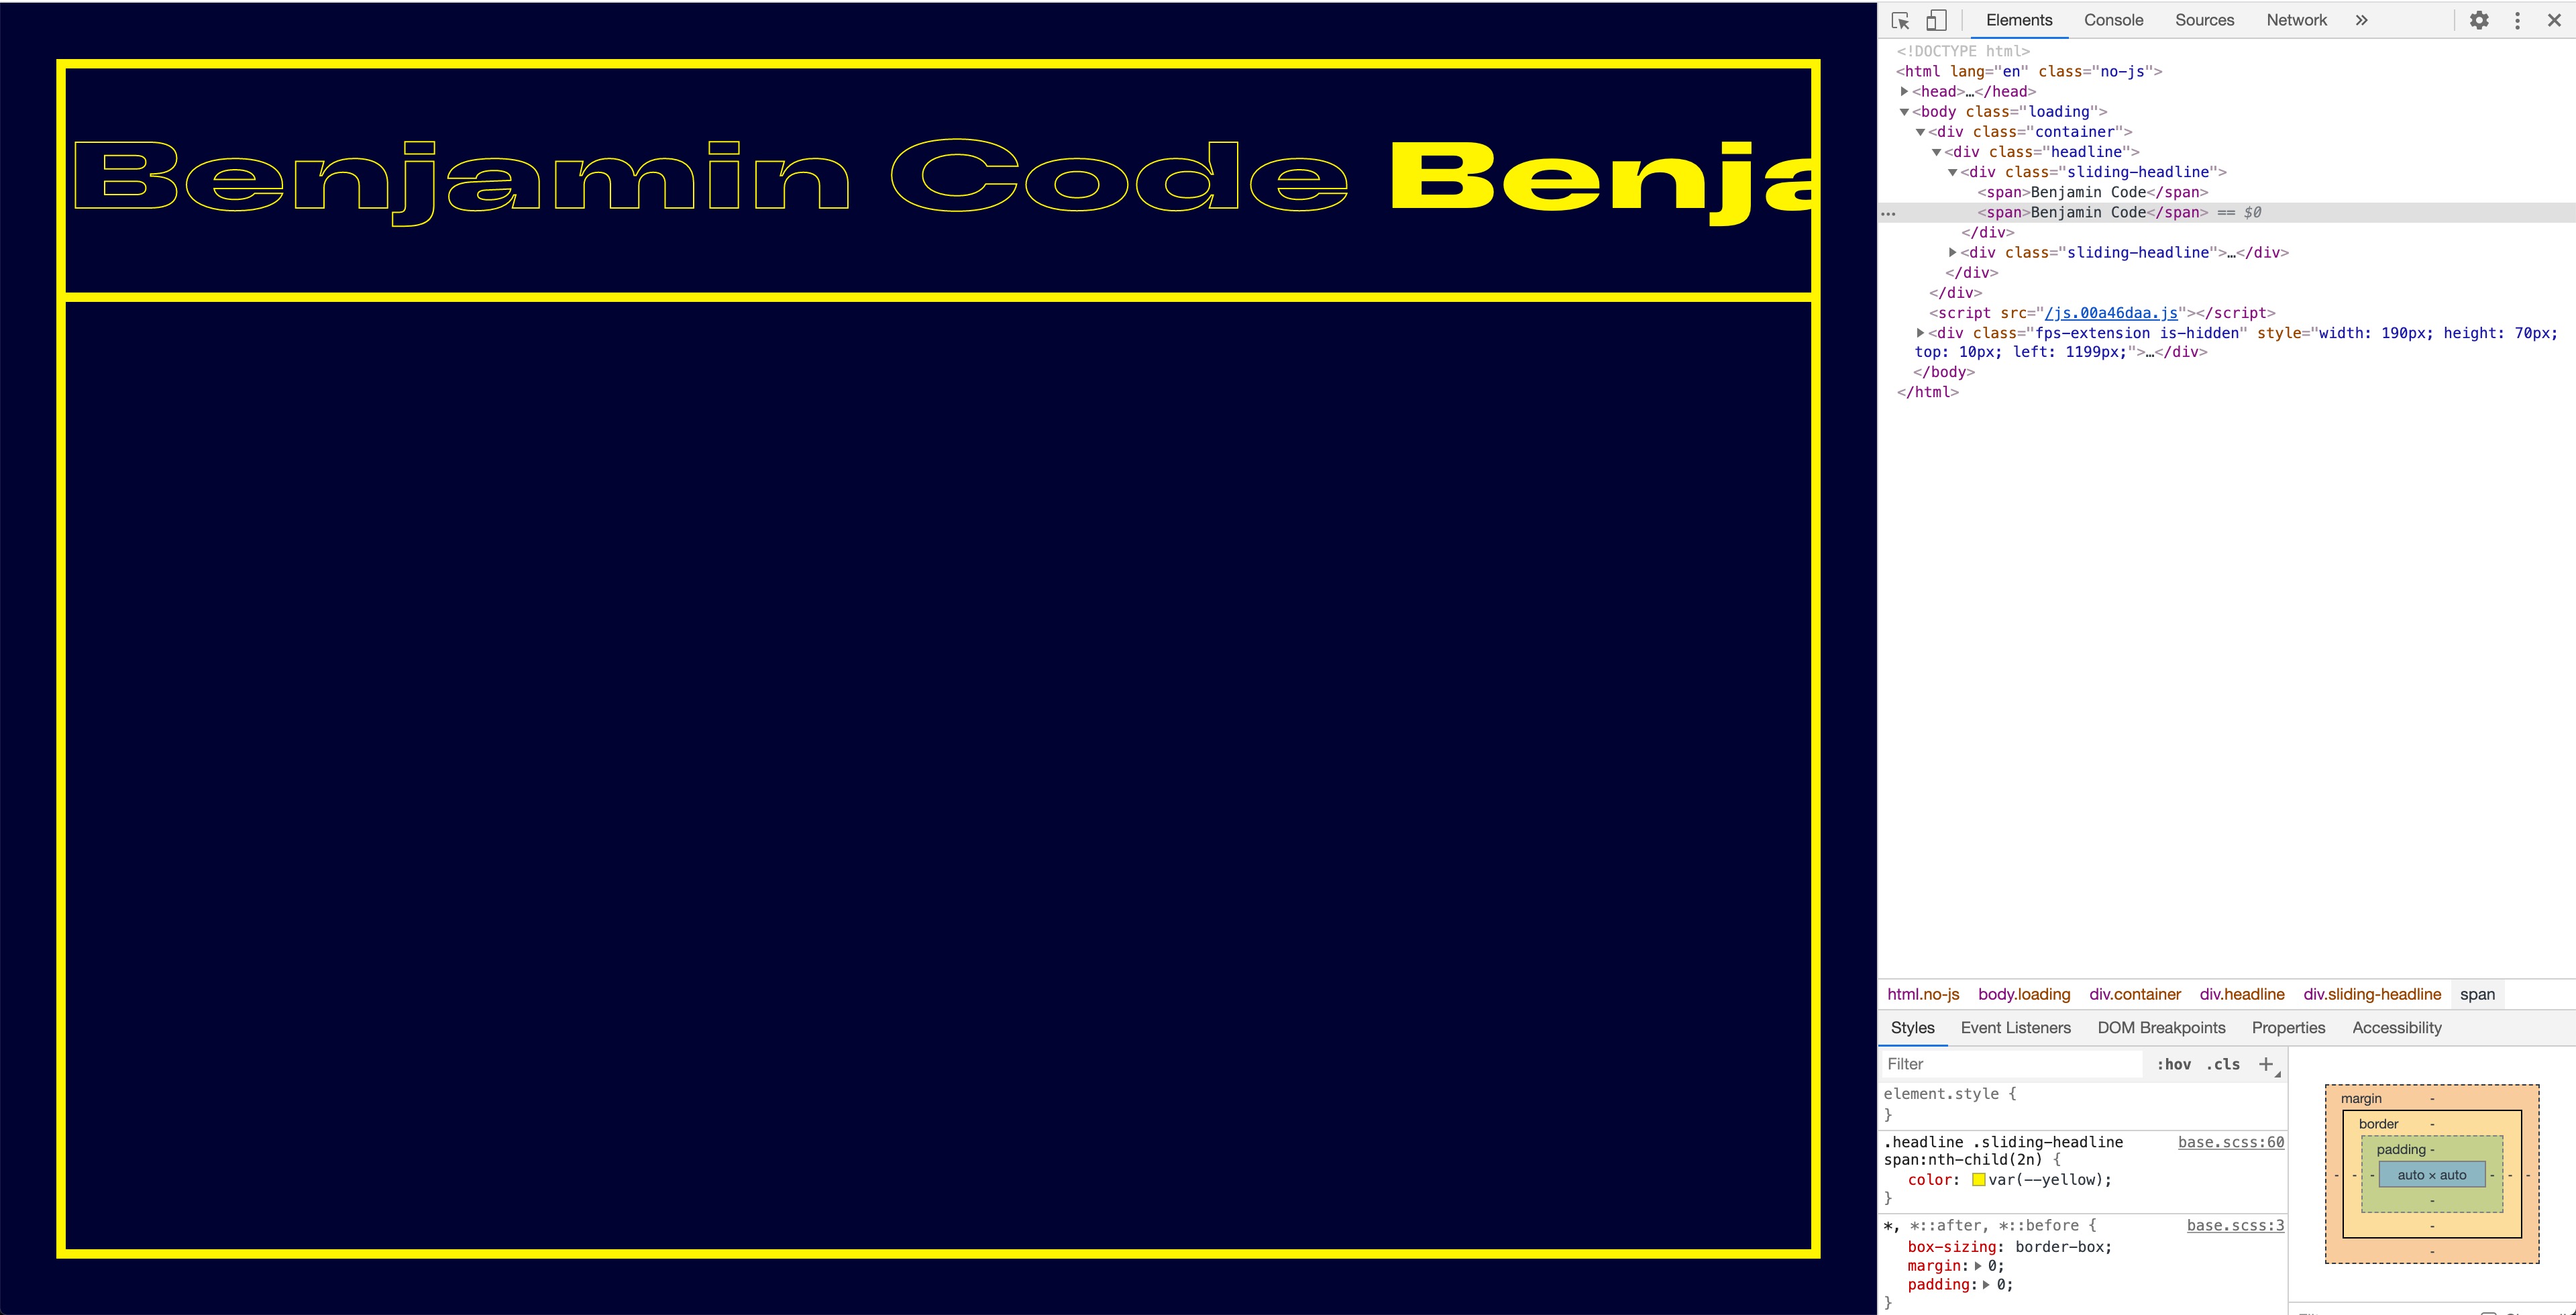 Benjamin Code Benja
Elements Console Sources Network »
<!DOCTYPE html>
<html lang="en" class="no-js">
<head>…</head>
<body class="loading">
<div class="container">
<div class="headline">
<div class="sliding-headline">
<span>Benjamin Code</span>
<span>Benjamin Code</span> == $0
</div>
<div class="sliding-headline">…</div>
</div>
</div>
<script src="/js.00a46daa.js"></script>
<div class="fps-extension is-hidden" style="width: 190px; height: 70px;
top: 10px; left: 1199px;">…</div>
</body>
</html>
html.no-js body.loading div.container div.headline div.sliding-headline span
Styles Event Listeners DOM Breakpoints Properties Accessibility
Filter :hov .cls +
element.style {
}
.headline .sliding-headline base.scss:60
span:nth-child(2n) {
color: var(--yellow);
}
*, *::after, *::before { base.scss:3
box-sizing: border-box;
margin: 0;
padding: 0;
}
margin -
border -
padding -
- - - auto × auto - - -
-
-
-